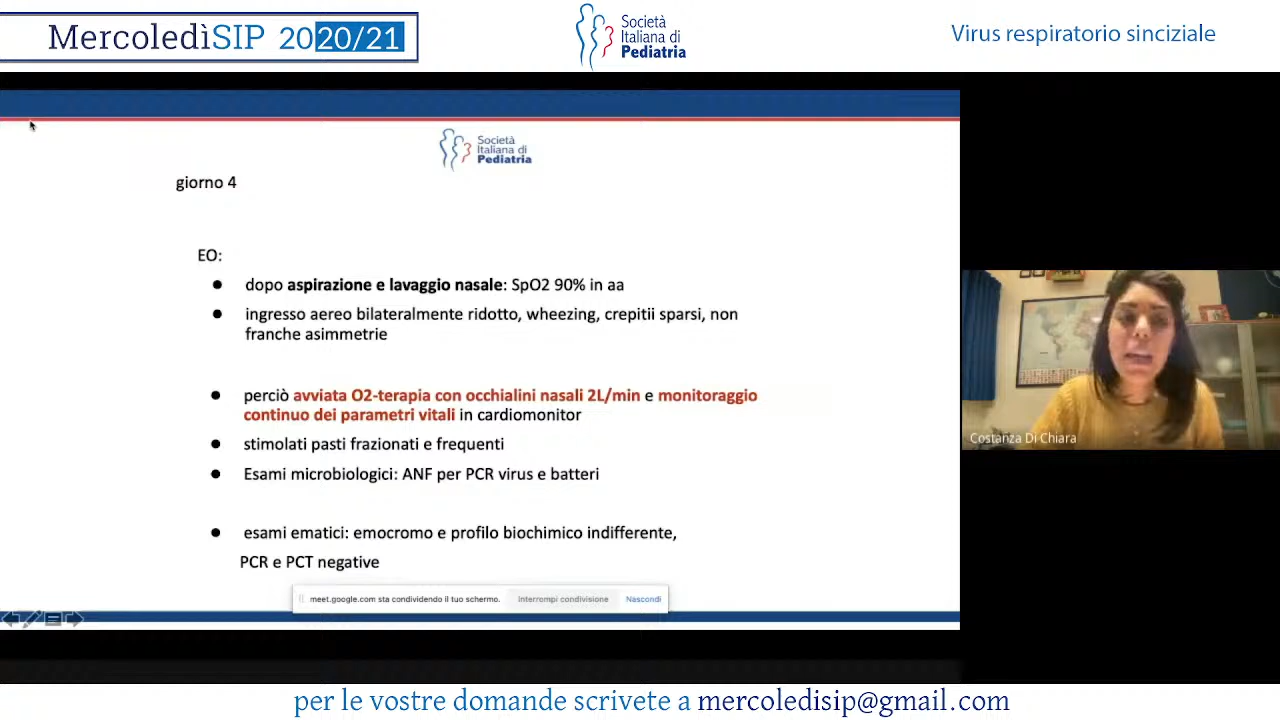 MercoledìSIP 2020/21
Società
Italiana di
Pediatria
Virus respiratorio sinciziale
Società
Italiana di
Pediatria
giorno 4
EO:
● dopo aspirazione e lavaggio nasale: SpO2 90% in aa
● ingresso aereo bilateralmente ridotto, wheezing, crepitii sparsi, non
franche asimmetrie
● perciò avviata O2-terapia con occhialini nasali 2L/min e monitoraggio
continuo dei parametri vitali in cardiomonitor
● stimolati pasti frazionati e frequenti
● Esami microbiologici: ANF per PCR virus e batteri
● esami ematici: emocromo e profilo biochimico indifferente,
PCR e PCT negative
meet.google.com sta condividendo il tuo schermo. Interrompi condivisione Nascondi
Costanza Di Chiara
per le vostre domande scrivete a mercoledisip@gmail.com